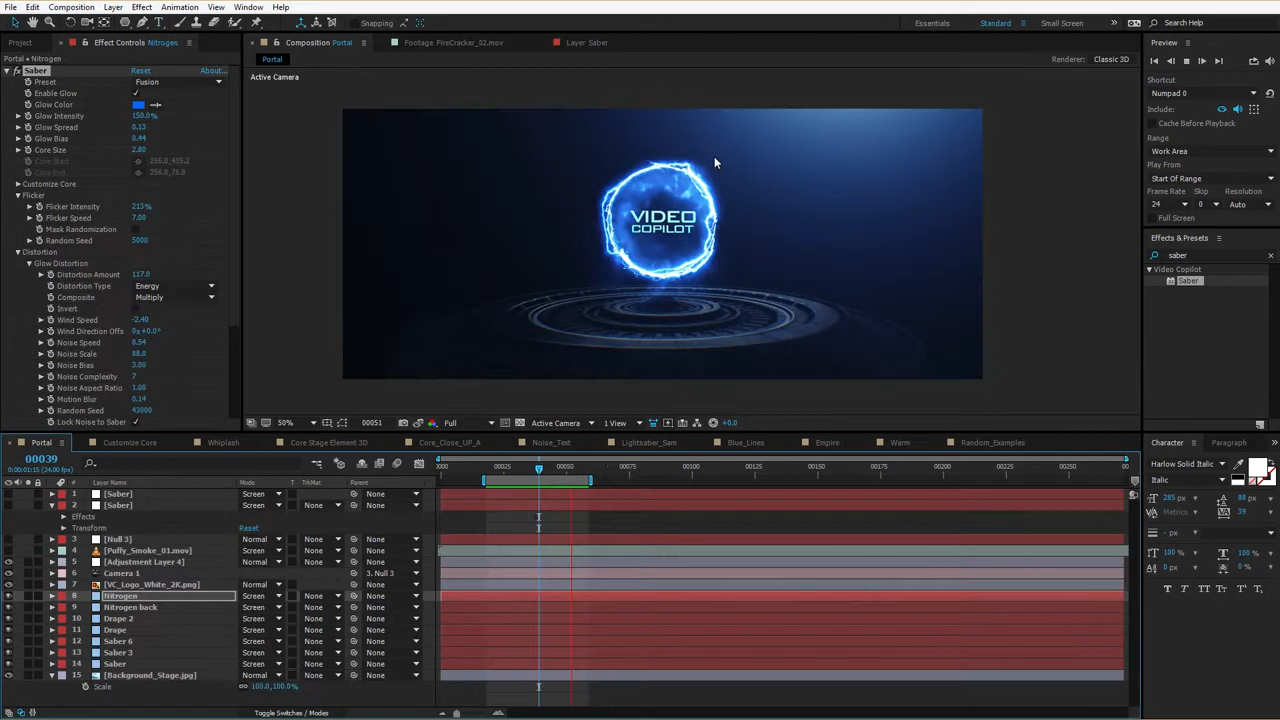 File Edit Composition Layer Effect Animation View Window Help
Snapping
Essentials Standard Small Screen Search Help
Project Effect Controls Nitrogen
Composition Portal Footage FireCracker_02.mov Layer Saber
Preview
Portal • Nitrogen
Portal
Renderer: Classic 3D
Saber Reset About...
Active Camera
Preset Fusion
Enable Glow
Glow Color
Glow Intensity 150.0%
Glow Spread 0.13
Glow Bias 0.44
Core Size 2.80
Core Start 256.0,435.2
Core End 256.0,76.8
Customize Core
Flicker
Flicker Intensity 213%
Flicker Speed 7.00
Mask Randomization
Random Seed 5000
Distortion
Glow Distortion
Distortion Amount 117.0
Distortion Type Energy
Composite Multiply
Invert
Wind Speed -2.40
Wind Direction Offs 0x+0.0°
Noise Speed 0.54
Noise Scale 88.0
Noise Bias 3.00
Noise Complexity 7
Noise Aspect Ratio 1.00
Motion Blur 0.14
Random Seed 43000
Lock Noise to Saber
VIDEO
COPILOT
Shortcut
Numpad 0
Include:
Cache Before Playback
Range
Work Area
Play From
Start Of Range
Frame Rate Skip Resolution
24 0 Auto
Full Screen
Effects & Presets
saber
Video Copilot
Saber
50% 00051 Full Active Camera 1 View +0.0
Portal Customize Core Whiplash Core Stage Element 3D Core_Close_UP_A Noise_Text Lightsaber_Sam Blue_Lines Empire Warm Random_Examples
Character Paragraph
00039
0:00:01:15 (24.00 fps)
0000 00025 00050 00075 00100 00125 00150 00175 00200 00225 00250 00
# Layer Name Mode T TrkMat Parent
1 [Saber] Screen None
2 [Saber] Screen None None
Effects
Transform Reset
3 [Null 3] Normal None None
4 [Puffy_Smoke_01.mov] Screen None None
5 [Adjustment Layer 4] Normal None None
6 Camera 1 3. Null 3
7 [VC_Logo_White_2K.png] Normal None None
8 Nitrogen Screen None None
9 Nitrogen back Screen None None
10 Drape 2 Screen None None
11 Drape Screen None None
12 Saber 6 Screen None None
13 Saber 3 Screen None None
14 Saber Screen None None
15 [Background_Stage.jpg] Normal None None
Scale 100.0,100.0%
Toggle Switches / Modes
Harlow Solid Italic
Italic
285 px 88 px
Metrics 39
- px
100 % 100 %
0 px 0 %
T T TT Tт T¹ T₁